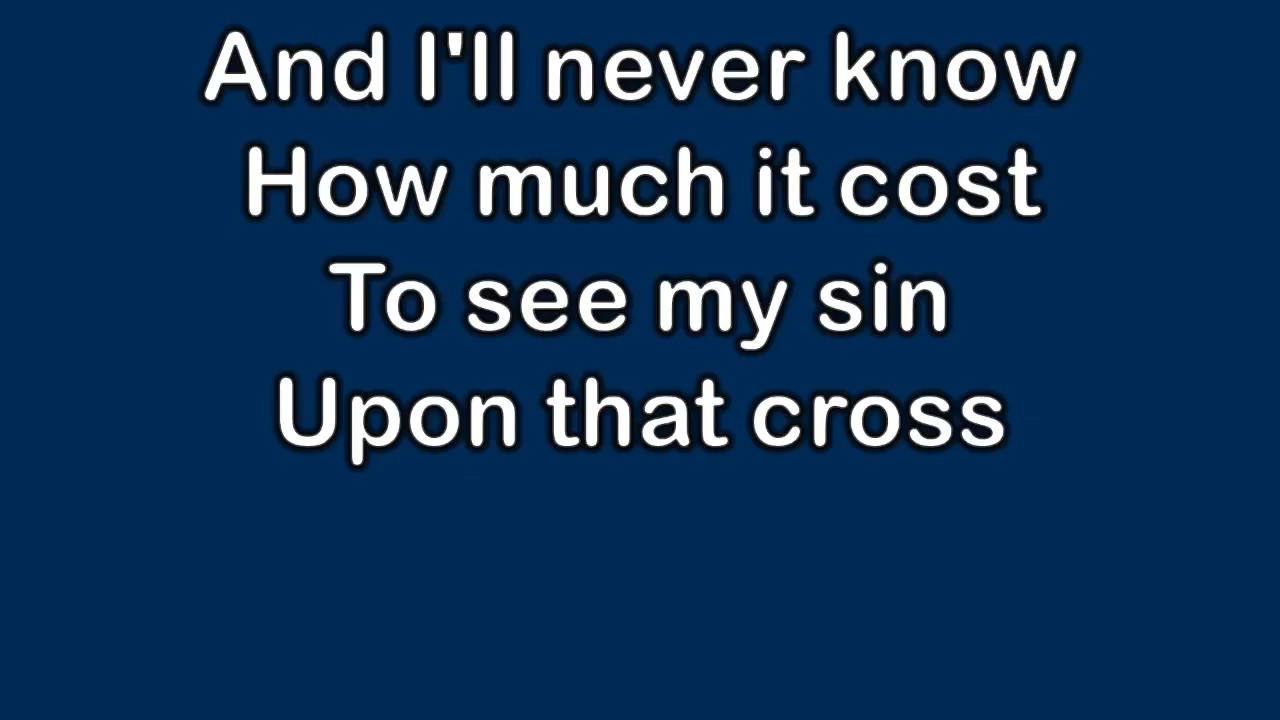 And I'll never know
How much it cost
To see my sin
Upon that cross